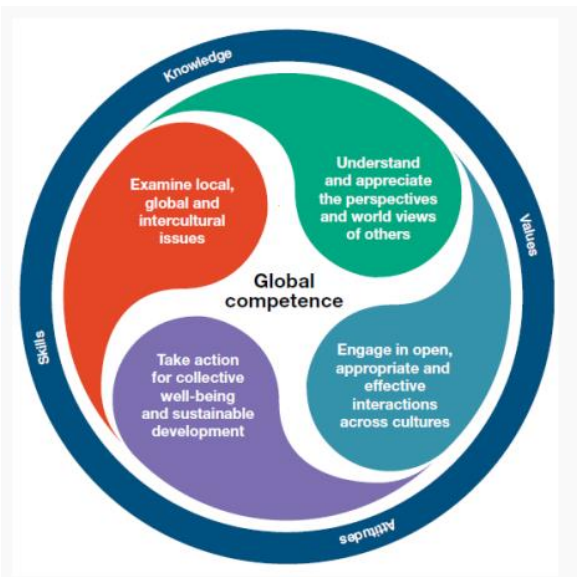 Knowledge
Examine local,
global and
intercultural
issues
Understand
and appreciate
the perspectives
and world views
of others
Values
Global
competence
Skills
Take action
for collective
well-being
and sustainable
development
Engage in open,
appropriate and
effective
interactions
across cultures
Attitudes